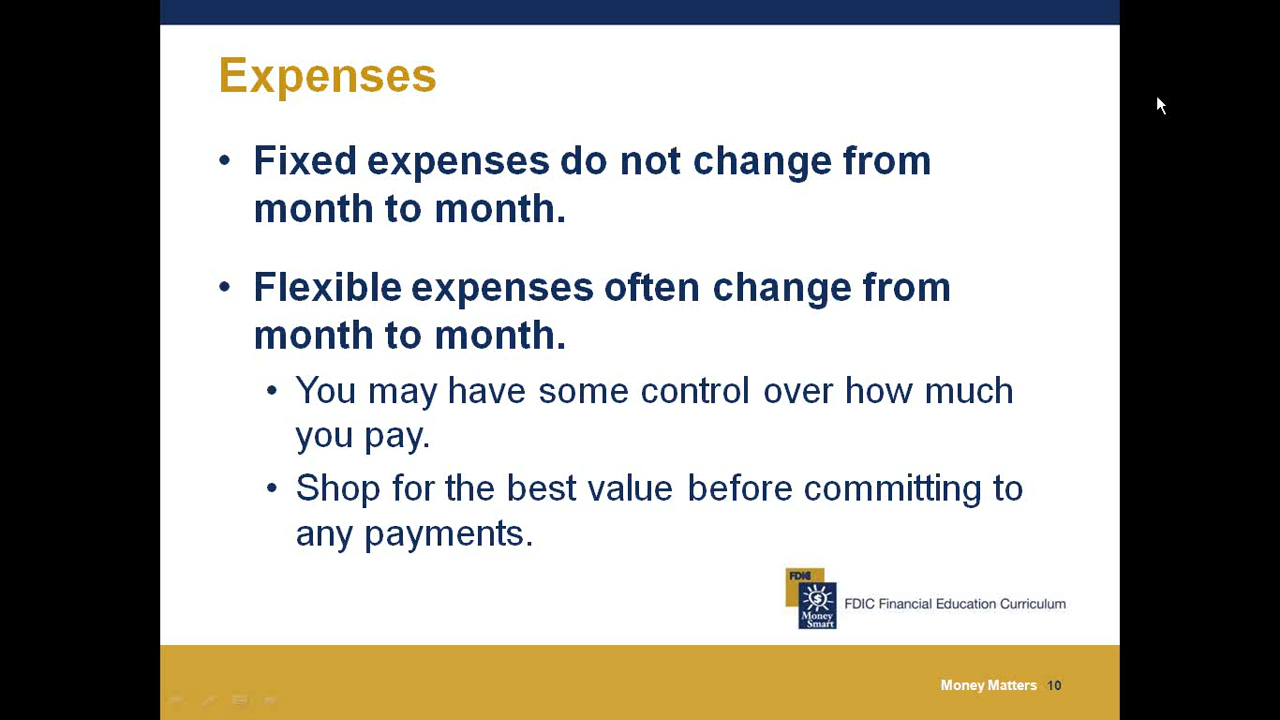 Expenses
• Fixed expenses do not change from
month to month.
• Flexible expenses often change from
month to month.
• You may have some control over how much
you pay.
• Shop for the best value before committing to
any payments.
FDIC
$
Money
Smart
FDIC Financial Education Curriculum
Money Matters 10